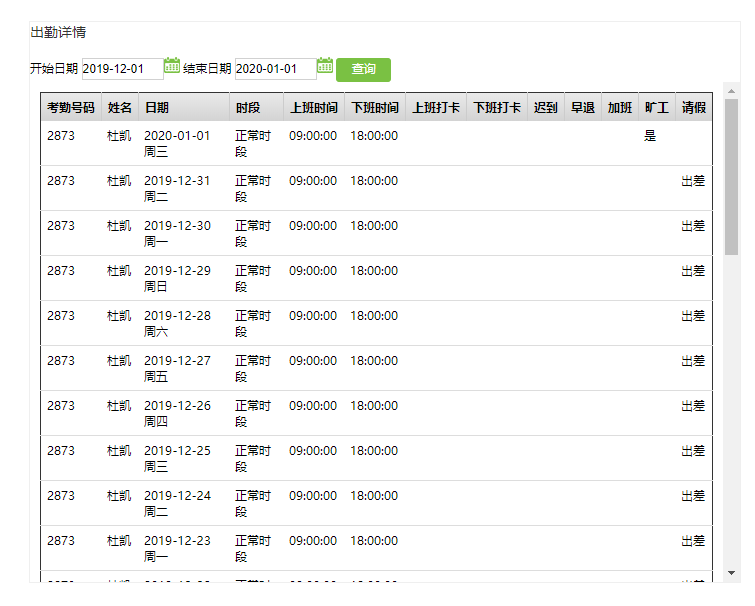 出勤详情
开始日期 2019-12-01 结束日期 2020-01-01 查询
考勤号码 姓名 日期 时段 上班时间 下班时间 上班打卡 下班打卡 迟到 早退 加班 旷工 请假
2873 杜凯 2020-01-01 正常时 09:00:00 18:00:00 是
周三 段
2873 杜凯 2019-12-31 正常时 09:00:00 18:00:00 出差
周二 段
2873 杜凯 2019-12-30 正常时 09:00:00 18:00:00 出差
周一 段
2873 杜凯 2019-12-29 正常时 09:00:00 18:00:00 出差
周日 段
2873 杜凯 2019-12-28 正常时 09:00:00 18:00:00 出差
周六 段
2873 杜凯 2019-12-27 正常时 09:00:00 18:00:00 出差
周五 段
2873 杜凯 2019-12-26 正常时 09:00:00 18:00:00 出差
周四 段
2873 杜凯 2019-12-25 正常时 09:00:00 18:00:00 出差
周三 段
2873 杜凯 2019-12-24 正常时 09:00:00 18:00:00 出差
周二 段
2873 杜凯 2019-12-23 正常时 09:00:00 18:00:00 出差
周一 段